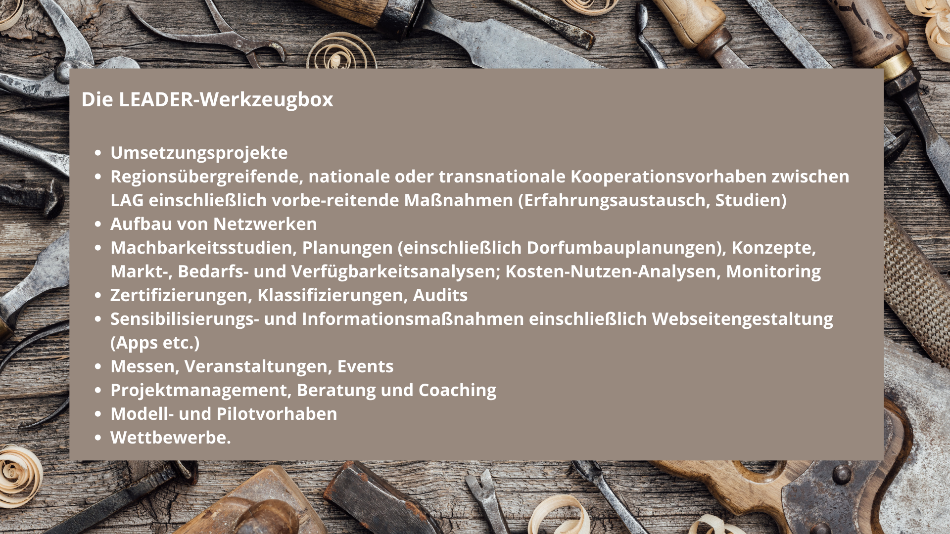 Die LEADER-Werkzeugbox
• Umsetzungsprojekte
• Regionsübergreifende, nationale oder transnationale Kooperationsvorhaben zwischen
LAG einschließlich vorbe-reitende Maßnahmen (Erfahrungsaustausch, Studien)
• Aufbau von Netzwerken
• Machbarkeitsstudien, Planungen (einschließlich Dorfumbauplanungen), Konzepte,
Markt-, Bedarfs- und Verfügbarkeitsanalysen; Kosten-Nutzen-Analysen, Monitoring
• Zertifizierungen, Klassifizierungen, Audits
• Sensibilisierungs- und Informationsmaßnahmen einschließlich Webseitengestaltung
(Apps etc.)
• Messen, Veranstaltungen, Events
• Projektmanagement, Beratung und Coaching
• Modell- und Pilotvorhaben
• Wettbewerbe.